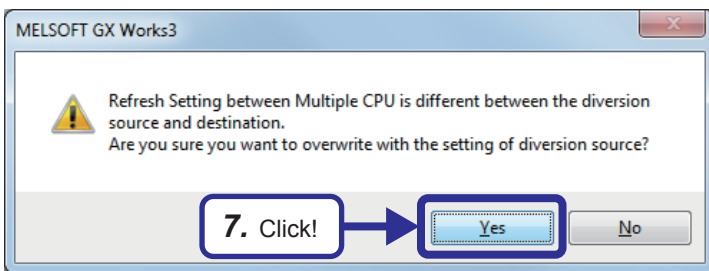 MELSOFT GX Works3
Refresh Setting between Multiple CPU is different between the diversion
source and destination.
Are you sure you want to overwrite with the setting of diversion source?
7. Click!
Yes
No